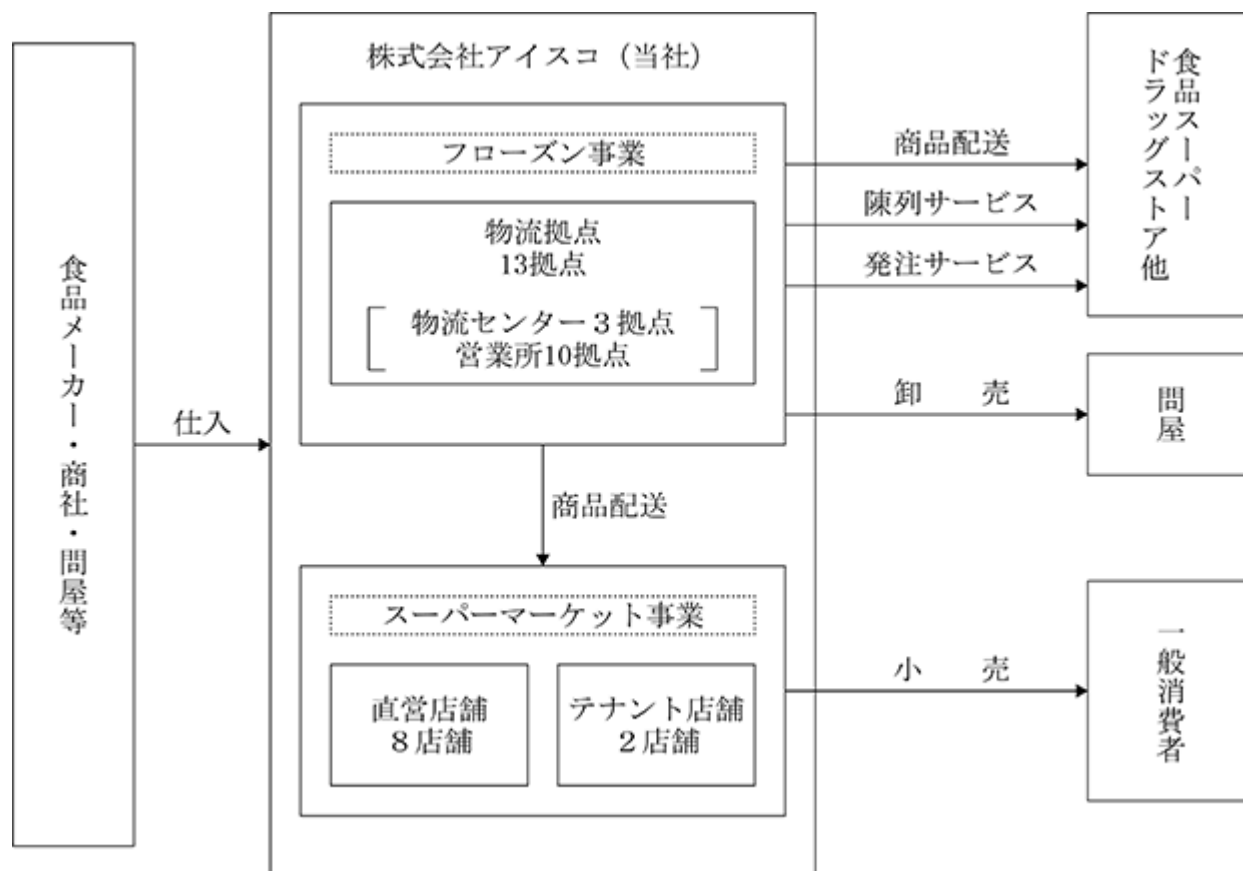 食品メーカー・商社・問屋等
仕入
株式会社アイスコ（当社）
フローズン事業
物流拠点
13拠点
物流センター３拠点
営業所10拠点
商品配送
スーパーマーケット事業
直営店舗
８店舗
テナント店舗
２店舗
商品配送
陳列サービス
発注サービス
卸　　売
小　　売
食品スーパー
ドラッグストア他
問屋
一般消費者